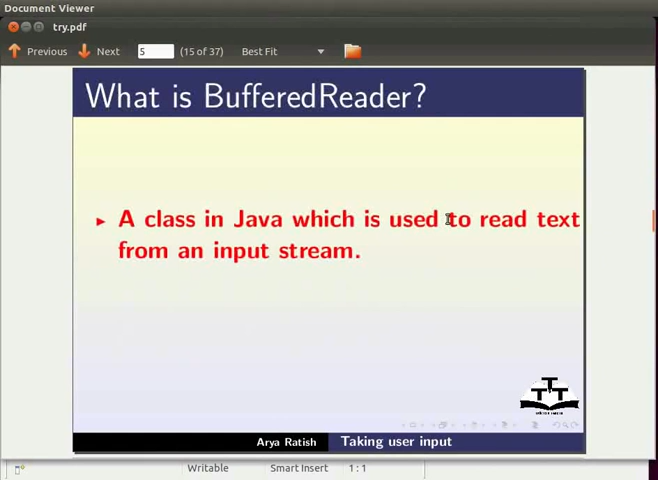 Document Viewer
try.pdf
Previous Next 5 (15 of 37) Best Fit
What is BufferedReader?
A class in Java which is used to read text
from an input stream.
Arya Ratish Taking user input
Writable Smart Insert 1 : 1